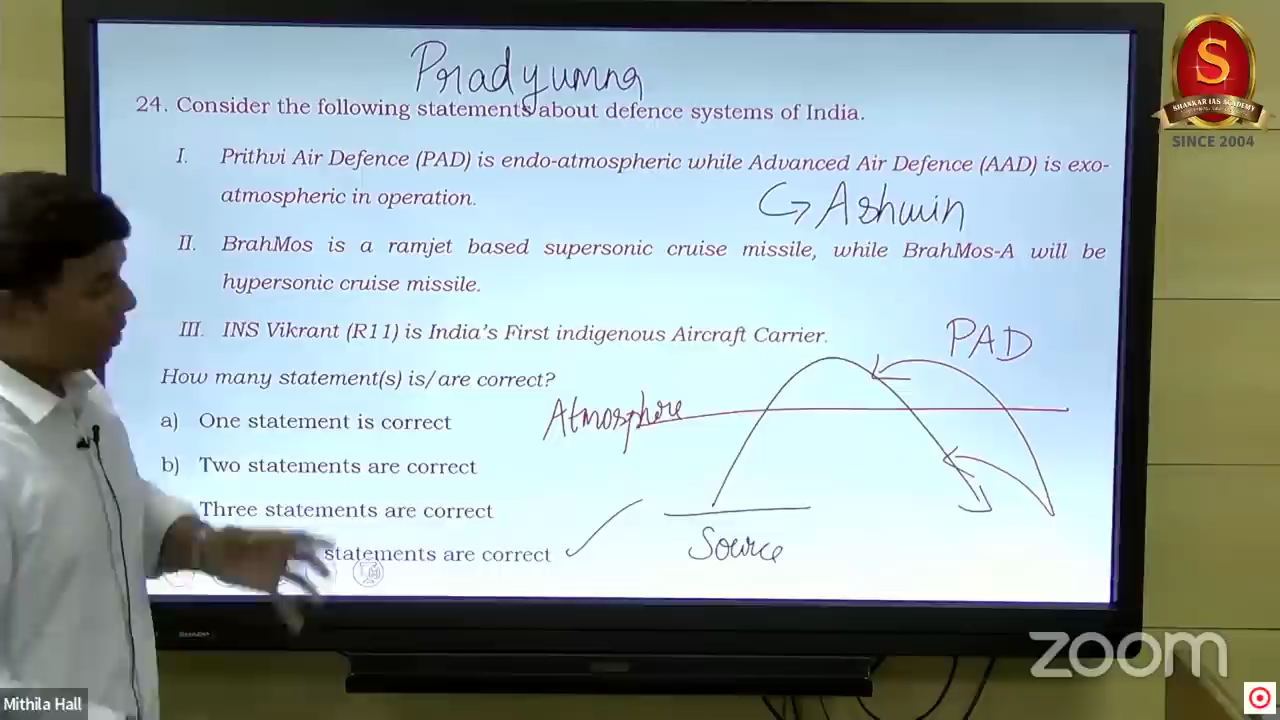 Pradyumna
24. Consider the following statements about defence systems of India.
I. Prithvi Air Defence (PAD) is endo-atmospheric while Advanced Air Defence (AAD) is exo-
atmospheric in operation.
Ashwin
II. BrahMos is a ramjet based supersonic cruise missile, while BrahMos-A will be
hypersonic cruise missile.
III. INS Vikrant (R11) is India's First indigenous Aircraft Carrier.
PAD
How many statement(s) is/are correct?
Atmosphere
a) One statement is correct
b) Two statements are correct
Three statements are correct
statements are correct
Source
S
SHANKAR IAS ACADEMY
SINCE 2004
zoom
Mithila Hall